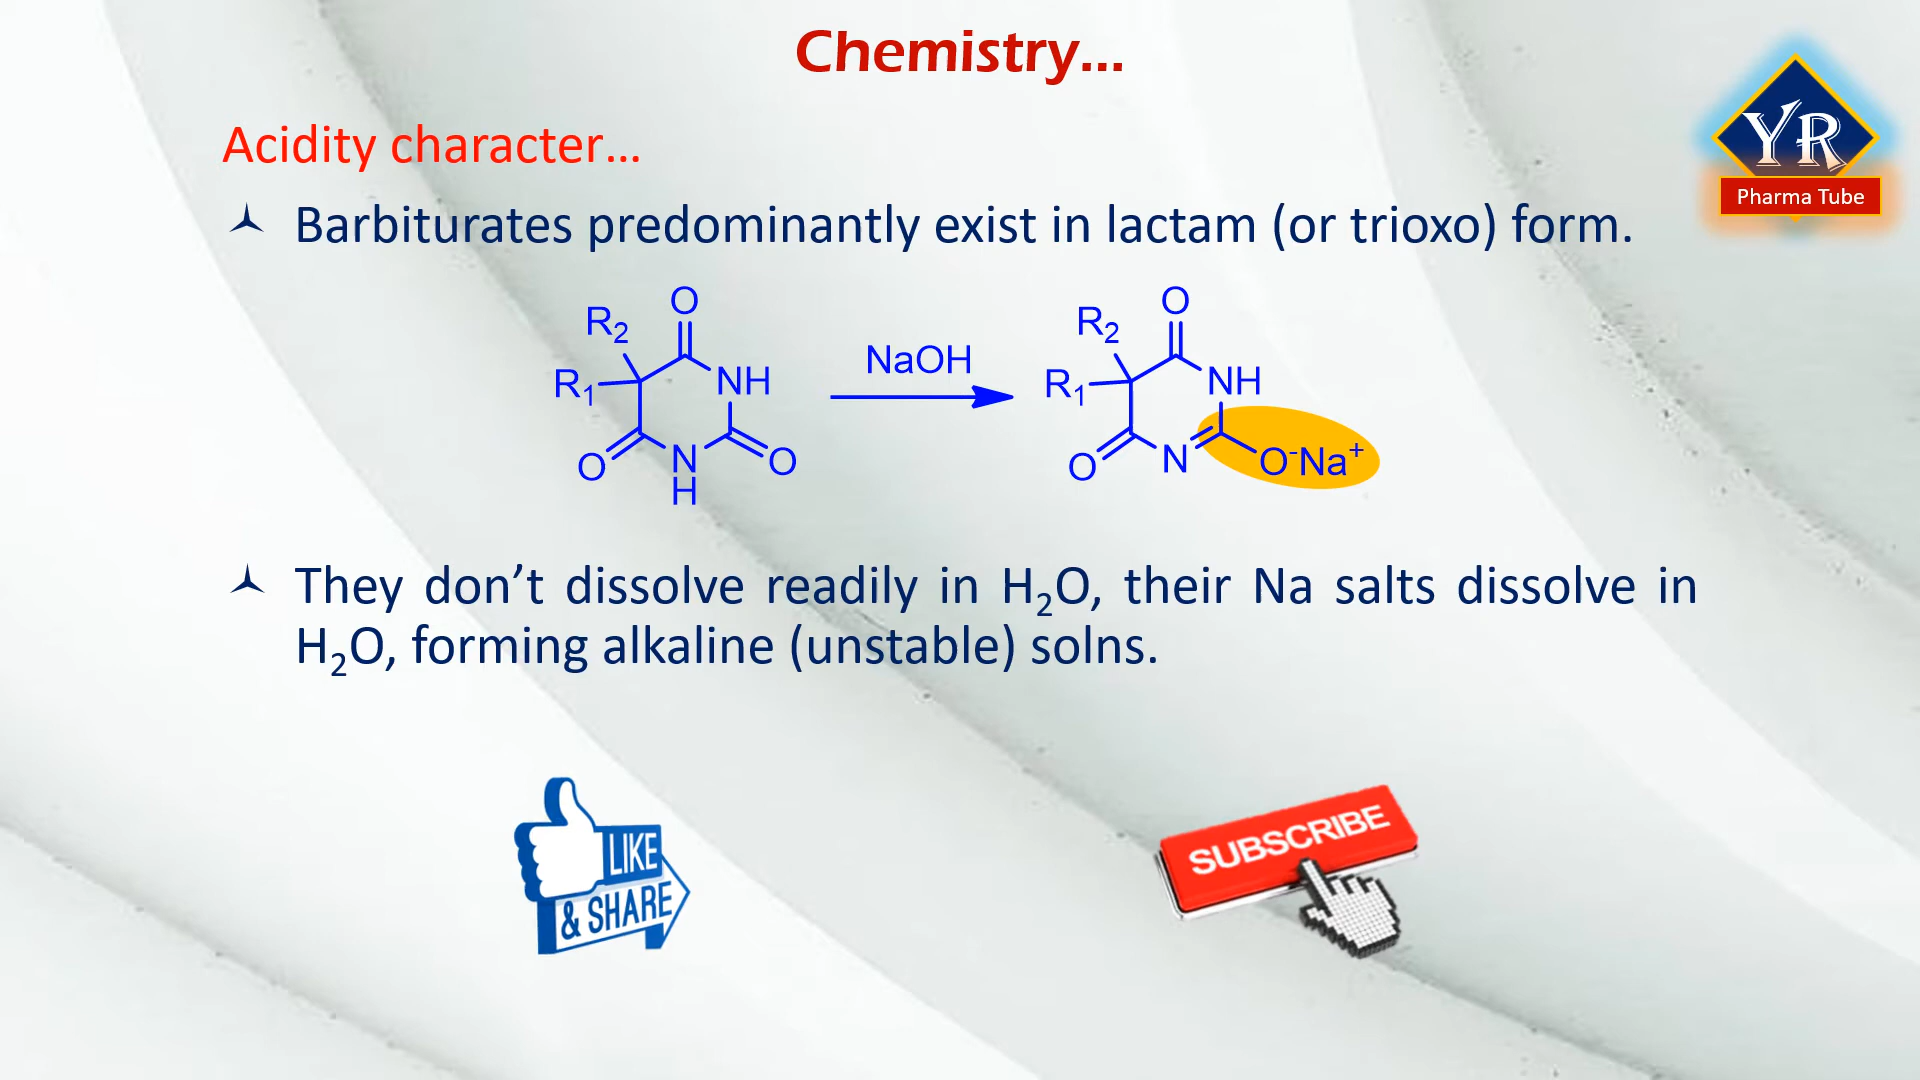 Chemistry...
YR
Pharma Tube
Acidity character...
Barbiturates predominantly exist in lactam (or trioxo) form.
O
R₂
R₁
NH
O
N
H
O
NaOH
O
R₂
R₁
NH
O
N
O⁻Na⁺
They don’t dissolve readily in H₂O, their Na salts dissolve in
H₂O, forming alkaline (unstable) solns.
LIKE
& SHARE
SUBSCRIBE